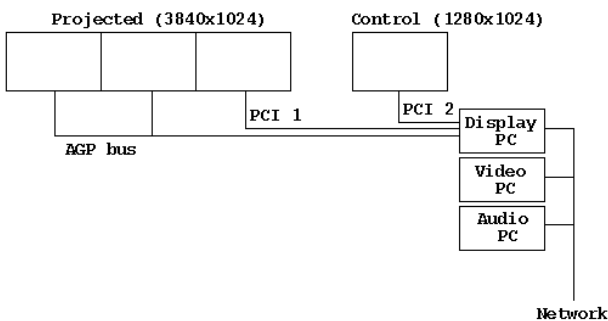 Projected (3840x1024)
Control (1280x1024)
PCI 1
PCI 2
AGP bus
Display
PC
Video
PC
Audio
PC
Network